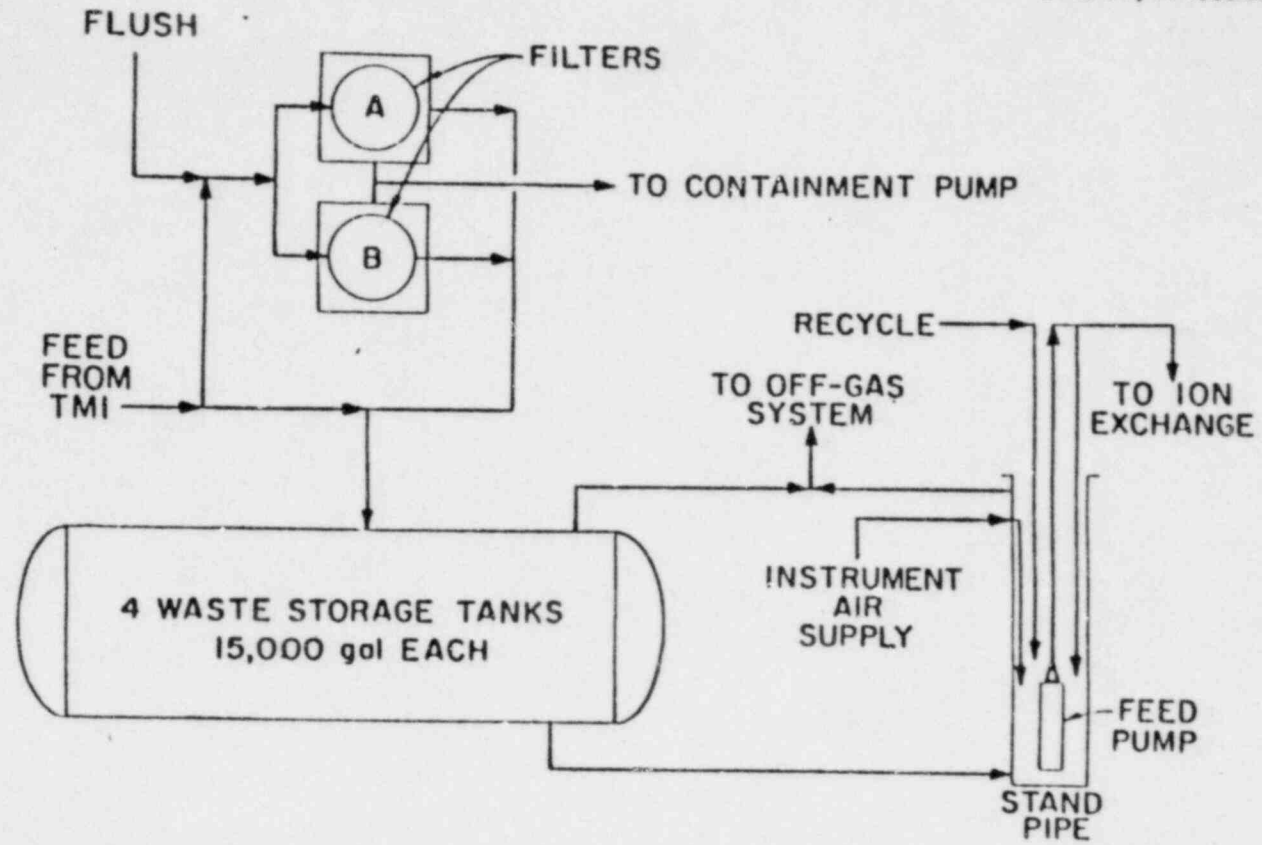 FLUSH
FILTERS
A
TO CONTAINMENT PUMP
B
FEED
FROM
TMI
RECYCLE
TO OFF-GAS
SYSTEM
TO ION
EXCHANGE
INSTRUMENT
AIR
SUPPLY
4 WASTE STORAGE TANKS
15,000 gal EACH
FEED
PUMP
STAND
PIPE